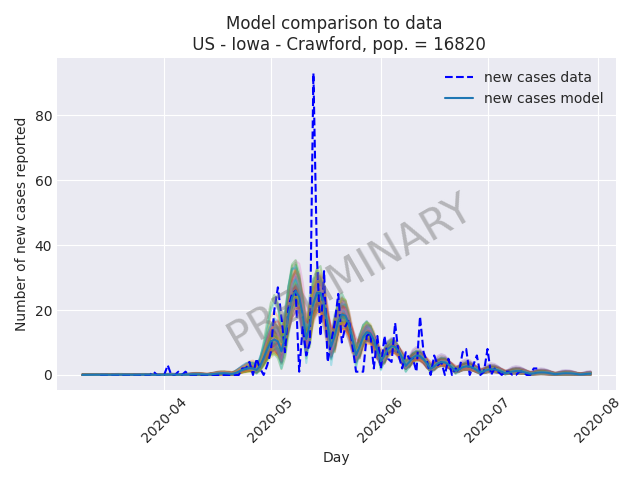 Model comparison to data
US - Iowa - Crawford, pop. = 16820
new cases data
new cases model
Number of new cases reported
80
60
40
20
0
PRELIMINARY
2020-04
2020-05
2020-06
2020-07
2020-08
Day